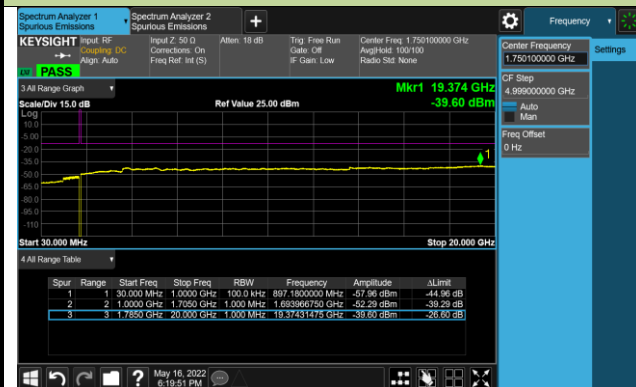 Spectrum Analyzer 1
Spurious Emissions
Spectrum Analyzer 2
Spurious Emissions
Frequency
KEYSIGHT
Input: RF
Coupling: DC
Align: Auto
Input Z: 50 Ω
Corrections: On
Freq Ref: Int (S)
Atten: 18 dB
Trig: Free Run
Gate: Off
IF Gain: Low
Center Freq: 1.750100000 GHz
Avg|Hold: 100/100
Radio Std: None
PASS
Center Frequency
1.750100000 GHz
Settings
CF Step
4.999000000 GHz
Auto
Man
Freq Offset
0 Hz
3 All Range Graph
Mkr1 19.374 GHz
Scale/Div 15.0 dB
Ref Value 25.00 dBm
-39.60 dBm
Log
10.0
-5.00
-20.0
-35.0
-50.0
-65.0
-80.0
-95.0
-110
1
Start 30.000 MHz
Stop 20.000 GHz
4 All Range Table
Spur Range Start Freq Stop Freq RBW Frequency Amplitude ΔLimit
1 1 30.000 MHz 1.0000 GHz 100.0 kHz 897.1800000 MHz -57.96 dBm -44.96 dB
2 2 1.0000 GHz 1.7050 GHz 1.000 MHz 1.693966750 GHz -52.29 dBm -39.29 dB
3 3 1.7850 GHz 20.000 GHz 1.000 MHz 19.37431475 GHz -39.60 dBm -26.60 dB
May 16, 2022
6:19:51 PM